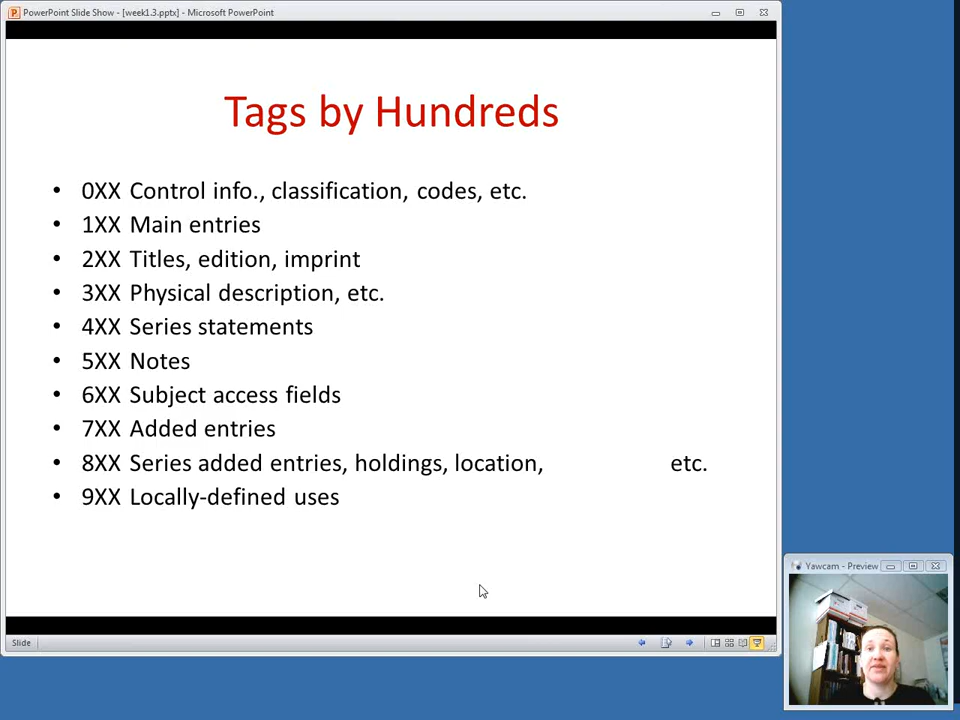 PowerPoint Slide Show - [week1.3.pptx] - Microsoft PowerPoint
Tags by Hundreds
• 0XX Control info., classification, codes, etc.
• 1XX Main entries
• 2XX Titles, edition, imprint
• 3XX Physical description, etc.
• 4XX Series statements
• 5XX Notes
• 6XX Subject access fields
• 7XX Added entries
• 8XX Series added entries, holdings, location, etc.
• 9XX Locally-defined uses
Yawcam - Preview
Slide